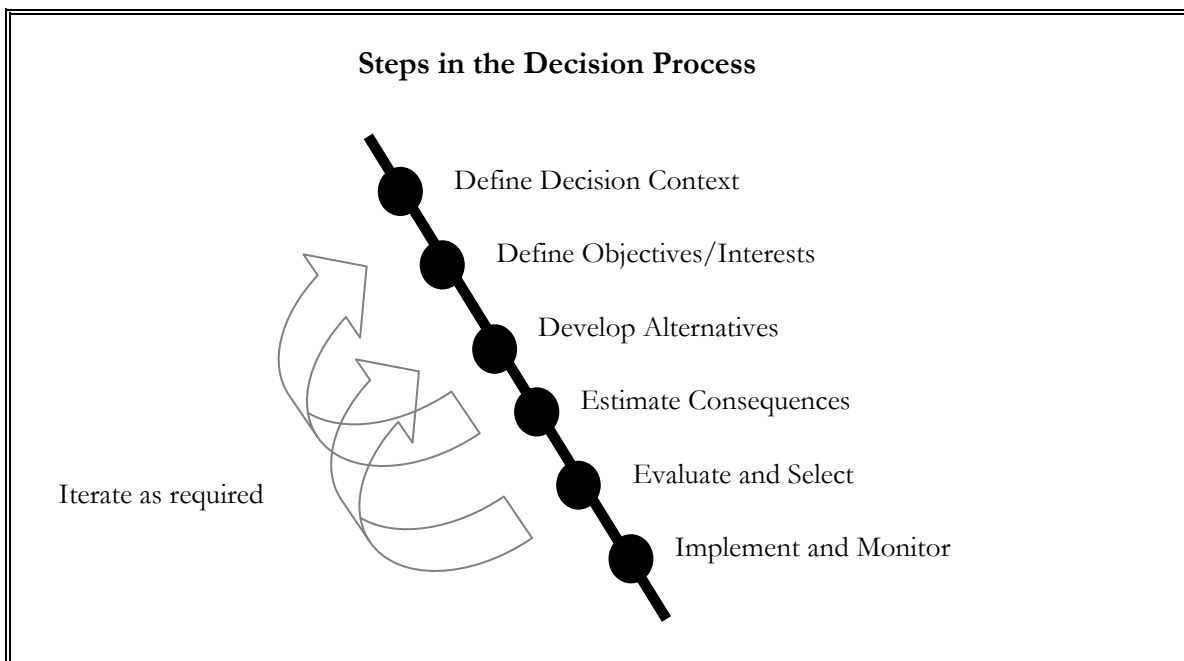 Steps in the Decision Process
Define Decision Context
Define Objectives/Interests
Develop Alternatives
Estimate Consequences
Evaluate and Select
Iterate as required
Implement and Monitor